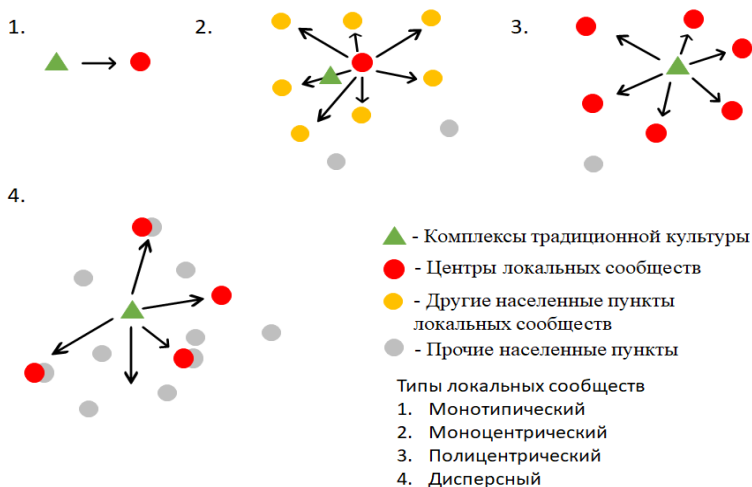 1.
2.
3.
4.
- Комплексы традиционной культуры
- Центры локальных сообществ
- Другие населенные пункты
локальных сообществ
- Прочие населенные пункты
Типы локальных сообществ
1. Монотипический
2. Моноцентрический
3. Полицентрический
4. Дисперсный